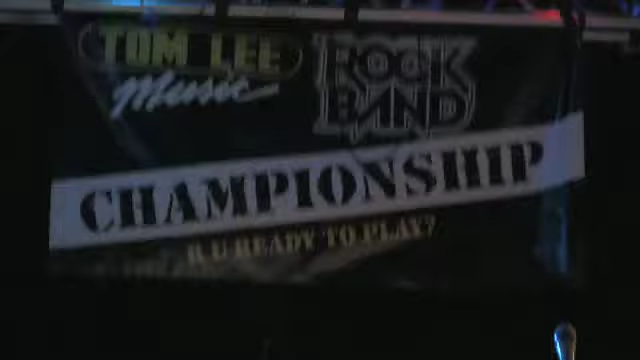 TOM LEE
Music
ROCK
BAND
CHAMPIONSHIP
R U READY TO PLAY?